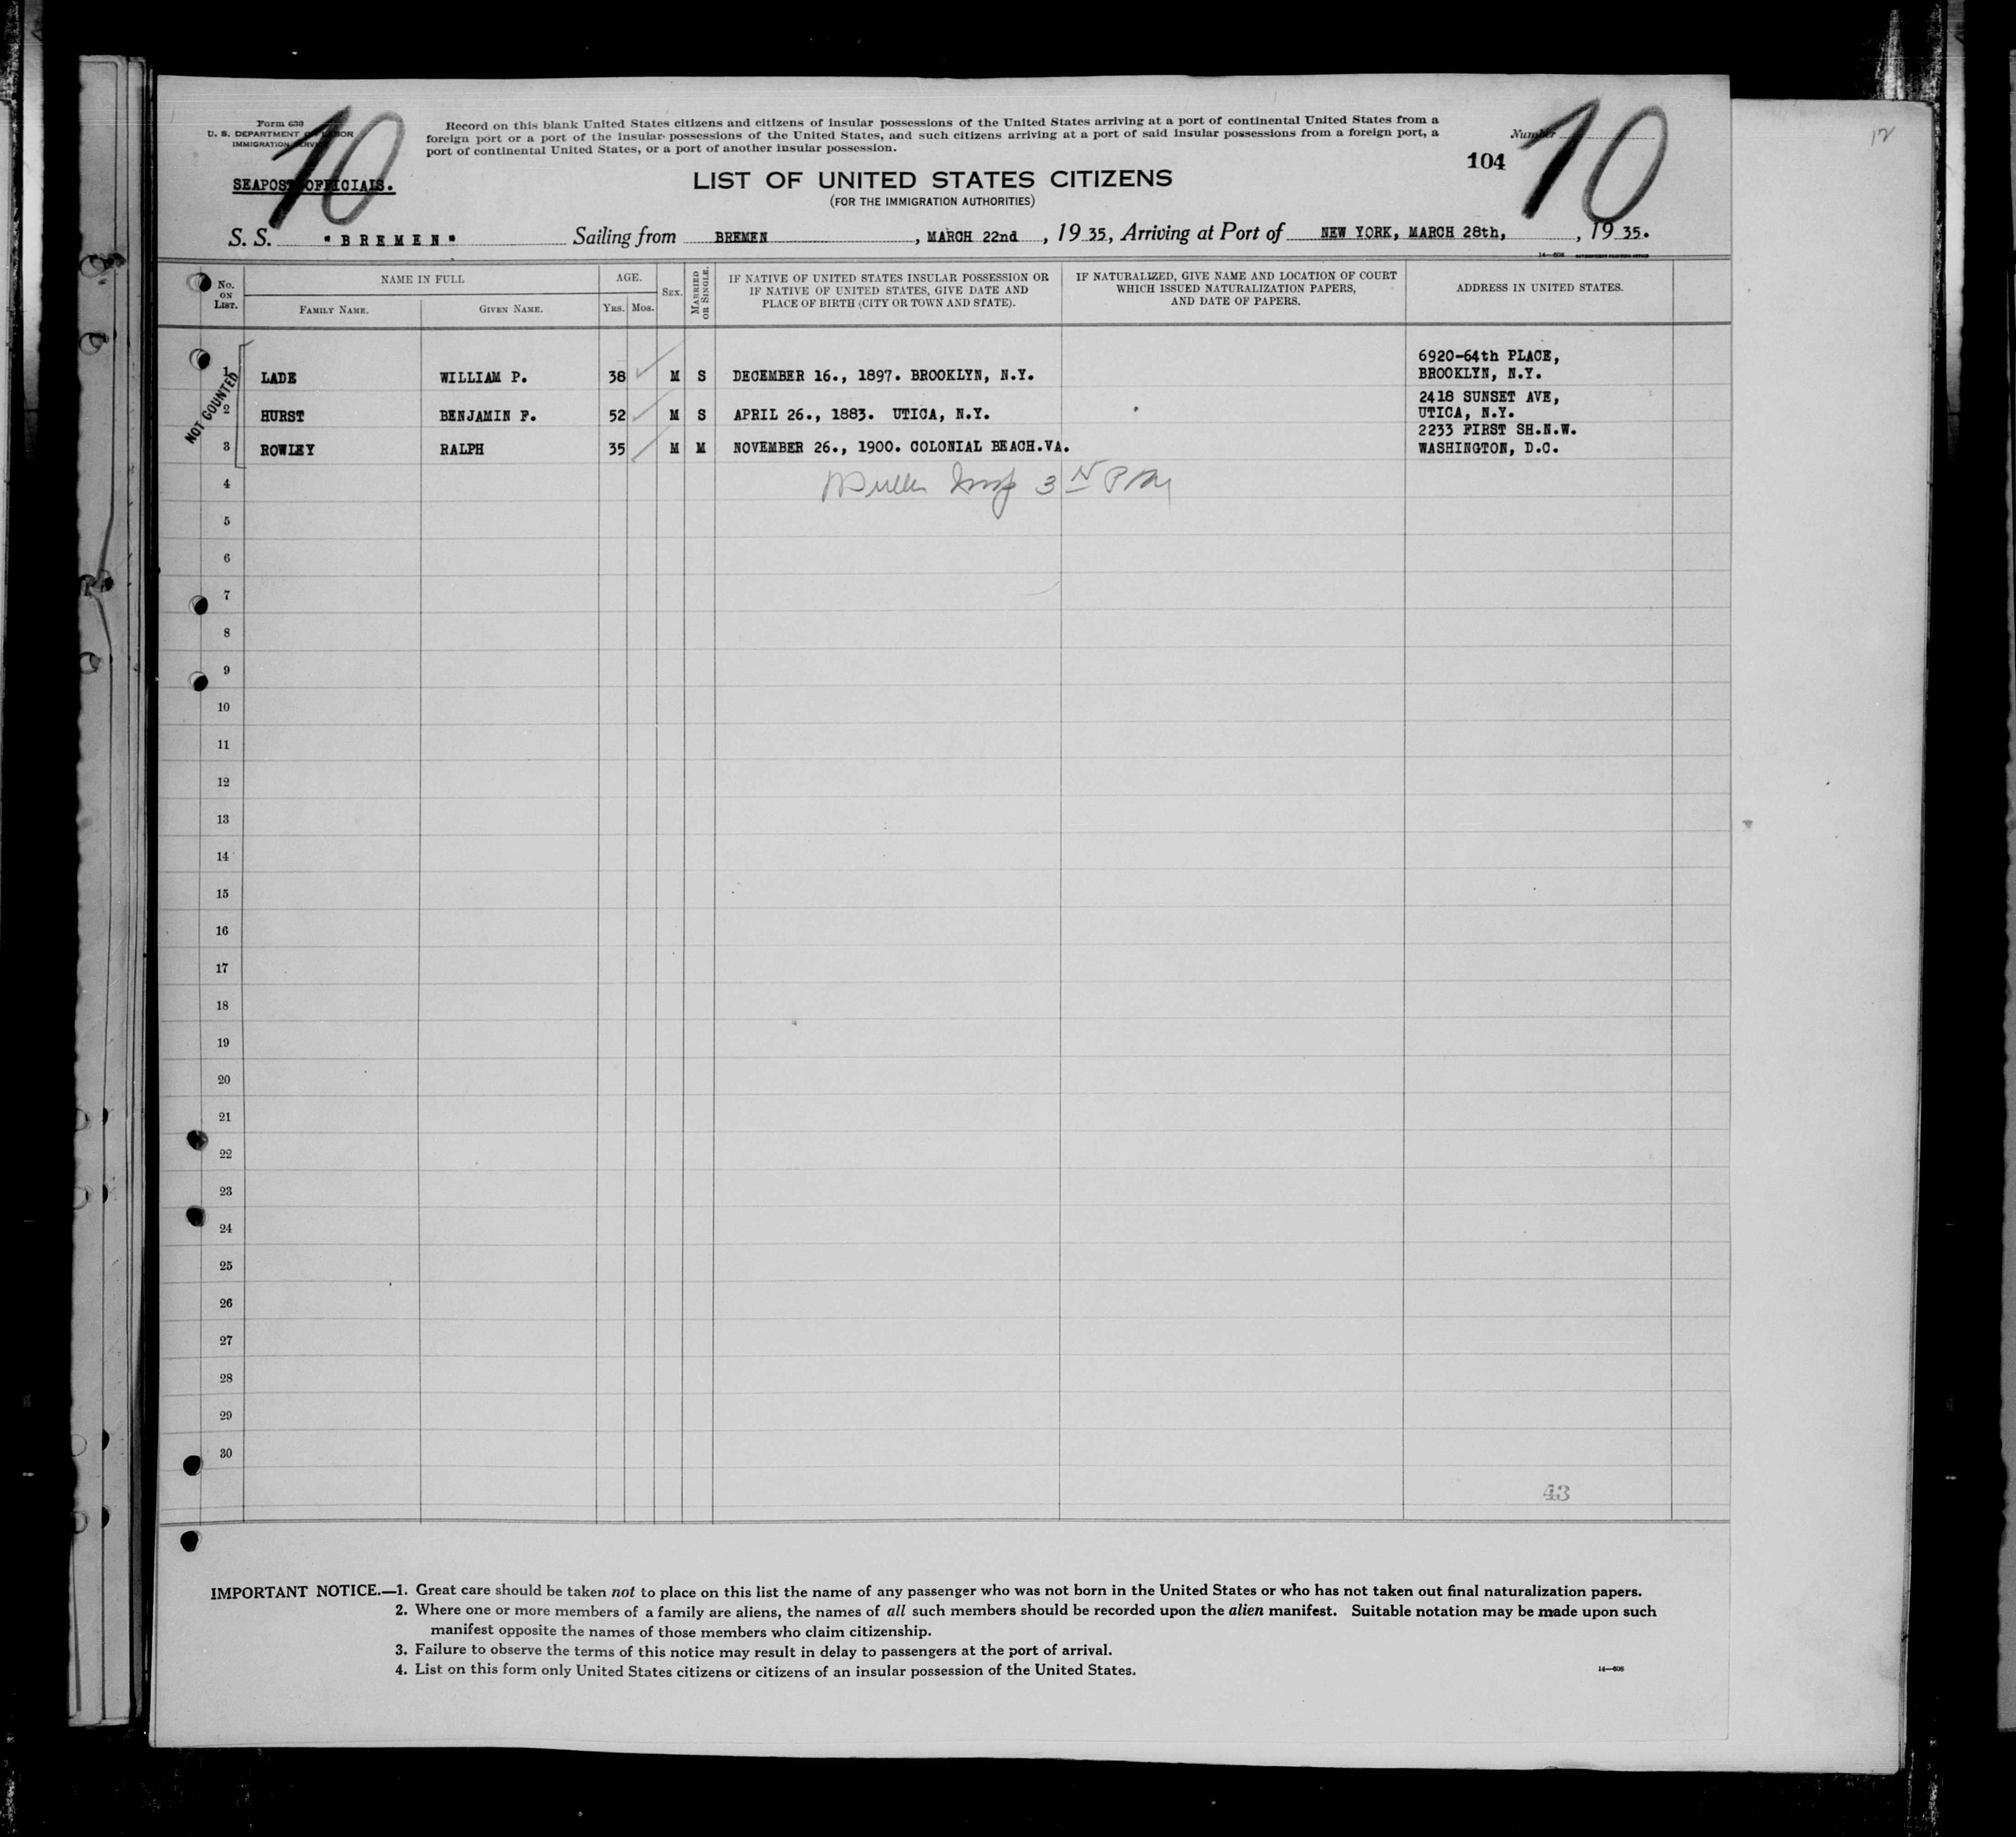 Form 630
U. S. DEPARTMENT OF LABOR
IMMIGRATION SERVICE
Record on this blank United States citizens and citizens of insular possessions of the United States arriving at a port of continental United States from a
foreign port or a port of the insular possessions of the United States, and such citizens arriving at a port of said insular possessions from a foreign port, a
port of continental United States, or a port of another insular possession.
Number
10
10
12
104
SEAPOST OFFICIALS.
LIST OF UNITED STATES CITIZENS
(FOR THE IMMIGRATION AUTHORITIES)
S. S. "BREMEN" Sailing from BREMEN, MARCH 22nd, 1935, Arriving at Port of NEW YORK, MARCH 28th, , 1935.
No. ON LIST. NAME IN FULL AGE. SEX. MARRIED OR SINGLE. IF NATIVE OF UNITED STATES INSULAR POSSESSION OR IF NATIVE OF UNITED STATES, GIVE DATE AND PLACE OF BIRTH (CITY OR TOWN AND STATE). IF NATURALIZED, GIVE NAME AND LOCATION OF COURT WHICH ISSUED NATURALIZATION PAPERS, AND DATE OF PAPERS. ADDRESS IN UNITED STATES.
FAMILY NAME. GIVEN NAME. YRS. MOS.
NOT COUNTED
6920-64th PLACE,
1 LADE WILLIAM P. 38 M S DECEMBER 16., 1897. BROOKLYN, N.Y. BROOKLYN, N.Y.
2418 SUNSET AVE,
2 HURST BENJAMIN F. 52 M S APRIL 26., 1883. UTICA, N.Y. UTICA, N.Y.
2233 FIRST SH.N.W.
3 ROWLEY RALPH 35 M M NOVEMBER 26., 1900. COLONIAL BEACH.VA. WASHINGTON, D.C.
4
5
6
7
8
9
10
11
12
13
14
15
16
17
18
19
20
21
22
23
24
25
26
27
28
29
30
43
IMPORTANT NOTICE.—1. Great care should be taken not to place on this list the name of any passenger who was not born in the United States or who has not taken out final naturalization papers.
2. Where one or more members of a family are aliens, the names of all such members should be recorded upon the alien manifest. Suitable notation may be made upon such
manifest opposite the names of those members who claim citizenship.
3. Failure to observe the terms of this notice may result in delay to passengers at the port of arrival.
4. List on this form only United States citizens or citizens of an insular possession of the United States.
14—608